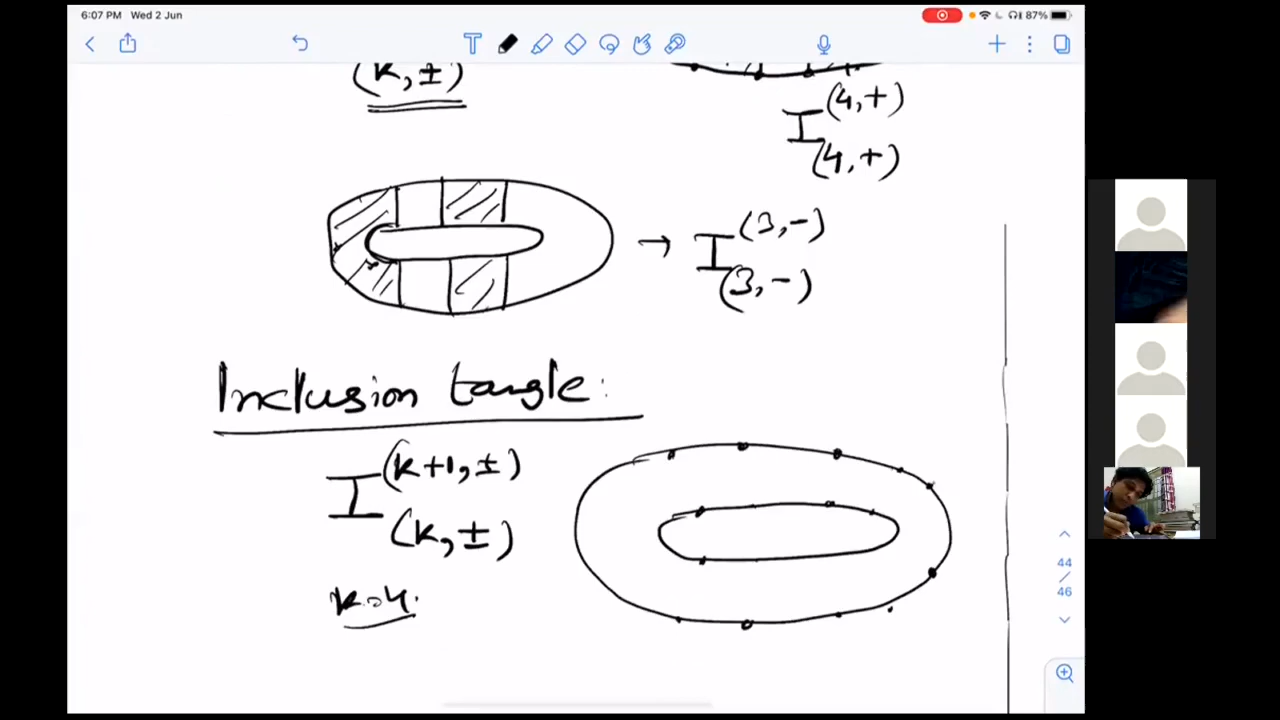 6:07 PM Wed 2 Jun
87%
(k, ±)
I^(4,+)_(4,+)
→ I^(3,-)_(3,-)
Inclusion tangle:
I^(k+1,±)_(k,±)
k=4.
44
/
46